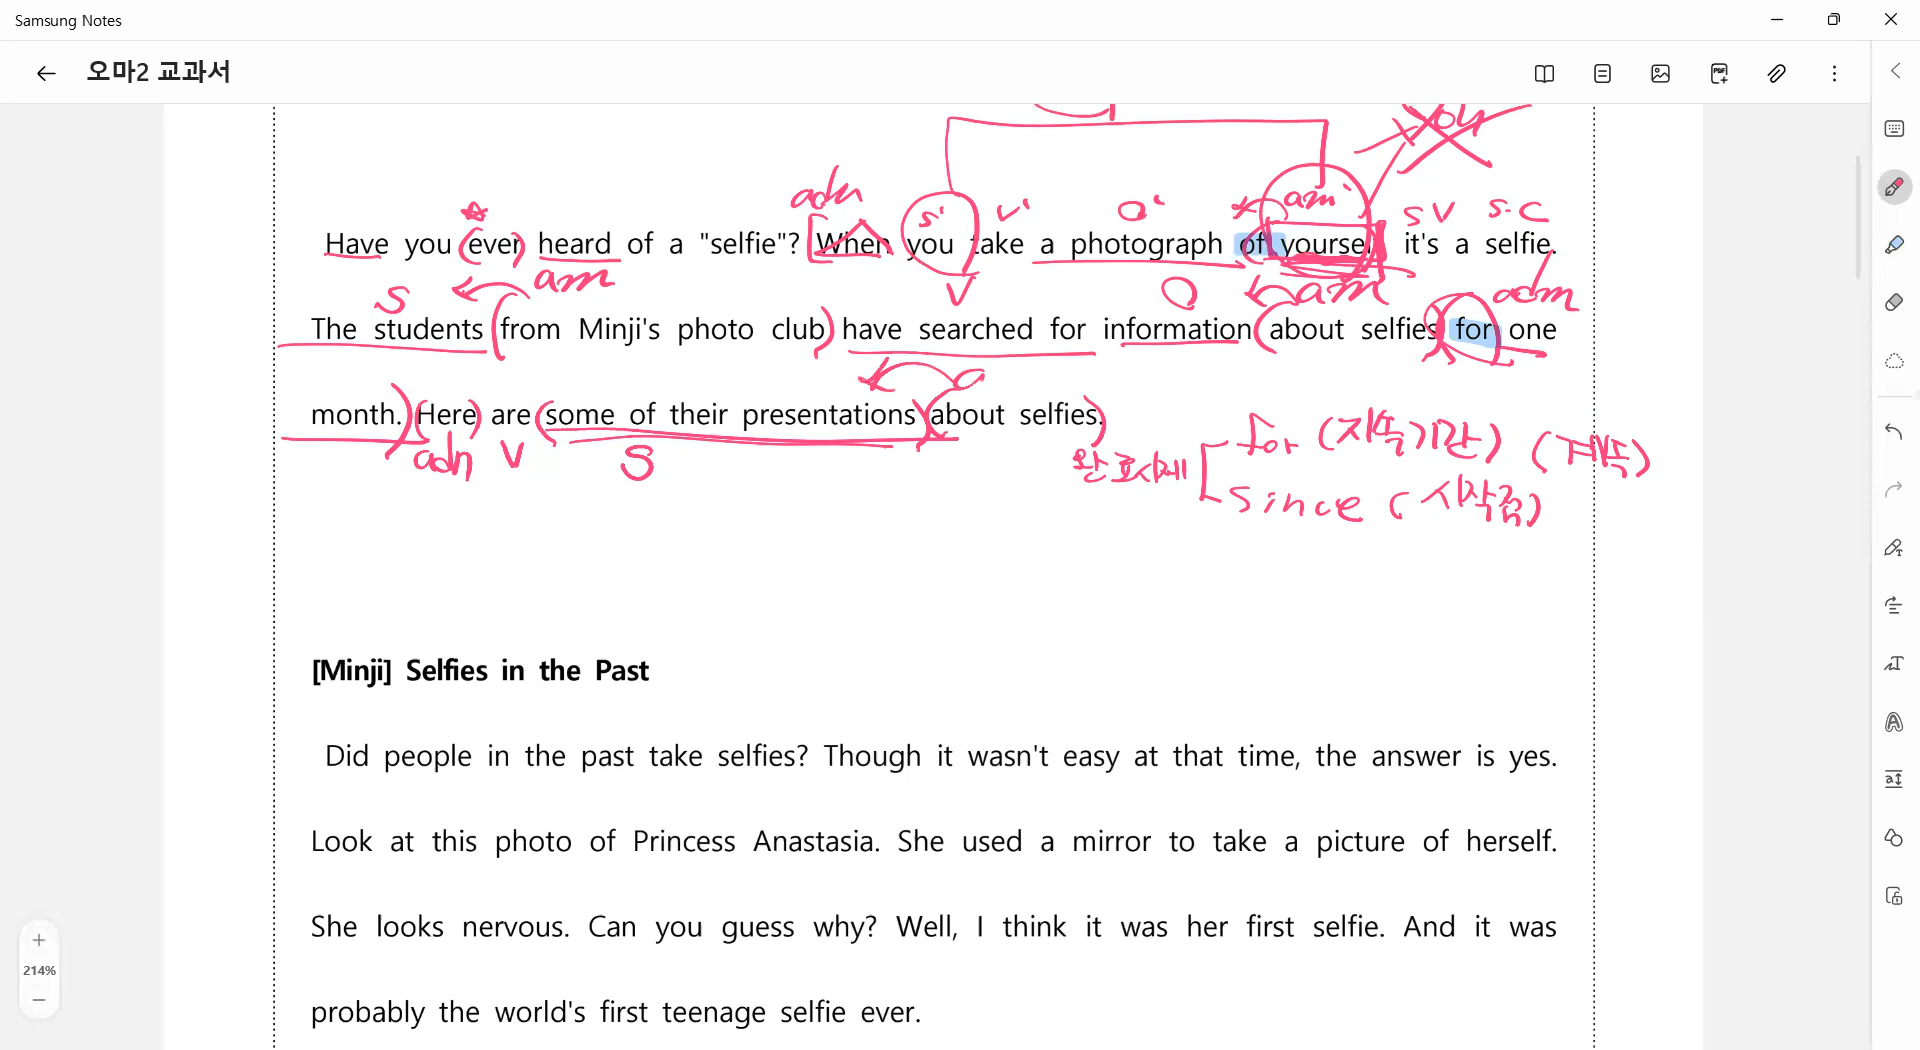 Samsung Notes
오마2 교과서
you
adn s' v' o' am' S V S.C
Have you (ever) heard of a "selfie"? When you take a photograph of yourself, it's a selfie.
S am V O am adm
The students (from Minji's photo club) have searched for information (about selfies) for one
month. (Here) are (some of their presentations) (about selfies.)
adn V S
완료시제
for (지속기간) (계속)
since (시작점)
[Minji] Selfies in the Past
Did people in the past take selfies? Though it wasn't easy at that time, the answer is yes.
Look at this photo of Princess Anastasia. She used a mirror to take a picture of herself.
She looks nervous. Can you guess why? Well, I think it was her first selfie. And it was
probably the world's first teenage selfie ever.
214%